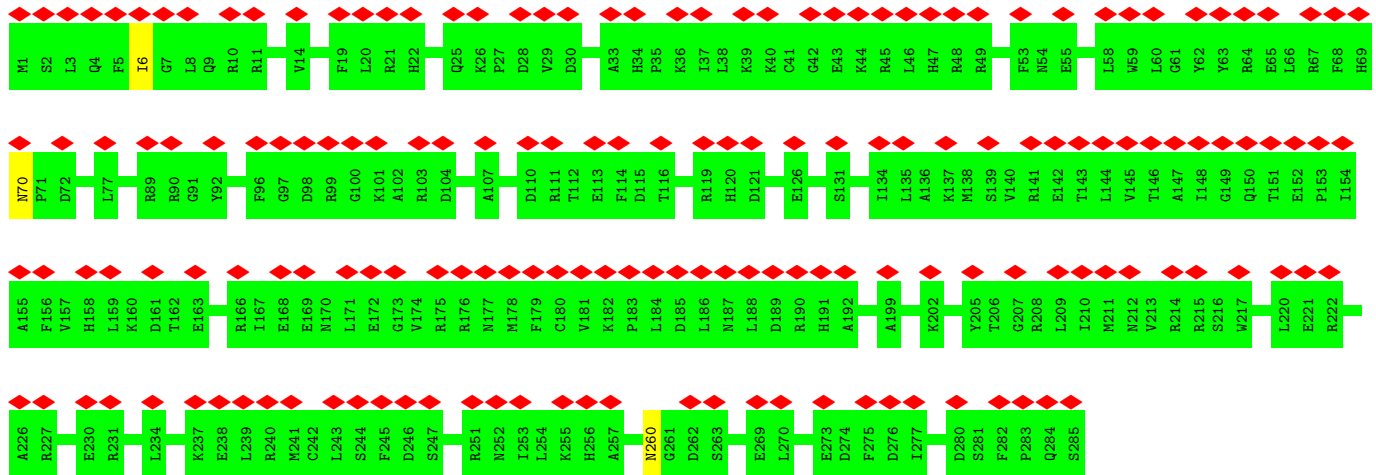 M1 S2 L3 Q4 F5 I6 G7 L8 Q9 R10 R11 V14 F19 L20 R21 H22 Q25 K26 P27 D28 V29 D30 A33 H34 P35 K36 I37 L38 K39 K40 C41 G42 E43 K44 R45 L46 H47 R48 R49 F53 N54 E55 L58 W59 L60 G61 Y62 Y63 R64 E65 L66 R67 F68 H69
N70 P71 D72 L77 R89 R90 G91 Y92 F96 G97 D98 R99 G100 K101 A102 R103 D104 A107 D110 R111 T112 E113 F114 D115 T116 R119 H120 D121 E126 S131 I134 L135 A136 K137 M138 S139 V140 R141 E142 T143 L144 V145 T146 A147 I148 G149 Q150 T151 E152 P153 I154
A155 F156 V157 H158 L159 K160 D161 T162 E163 R166 I167 E168 E169 N170 L171 E172 G173 V174 R175 R176 N177 M178 F179 C180 V181 K182 P183 L184 D185 L186 N187 L188 D189 R190 H191 A192 A199 K202 Y205 T206 G207 R208 L209 I210 M211 N212 V213 R214 R215 S216 W217 L220 E221 R222
A226 R227 E230 R231 L234 K237 E238 L239 R240 M241 C242 L243 S244 F245 D246 S247 R251 N252 I253 L254 K255 H256 A257 N260 G261 D262 S263 E269 L270 E273 D274 F275 D276 I277 D280 S281 F282 P283 Q284 S285